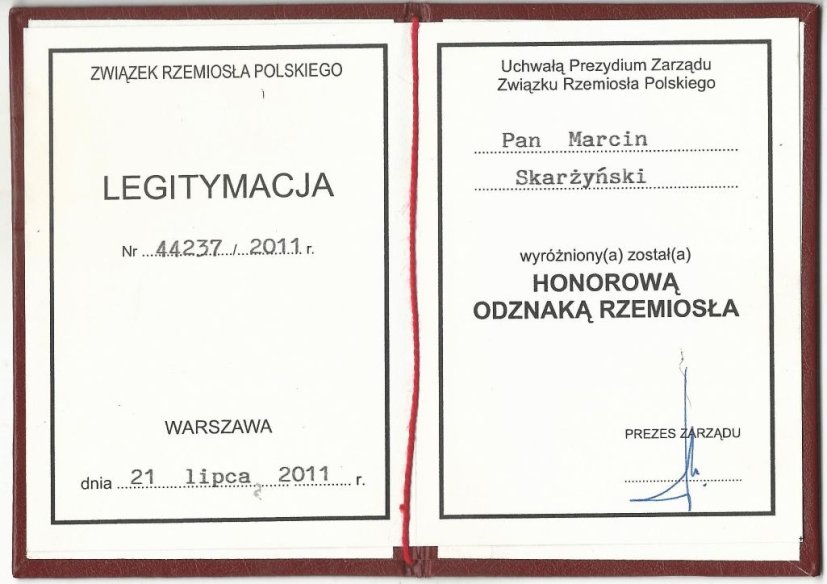 ZWIĄZEK RZEMIOSŁA POLSKIEGO
LEGITYMACJA
Nr 44237 / 2011 r.
WARSZAWA
dnia 21 lipca 2011 r.
Uchwałą Prezydium Zarządu
Związku Rzemiosła Polskiego
Pan Marcin
Skarżyński
wyróżniony(a) został(a)
HONOROWĄ
ODZNAKĄ RZEMIOSŁA
PREZES ZARZĄDU